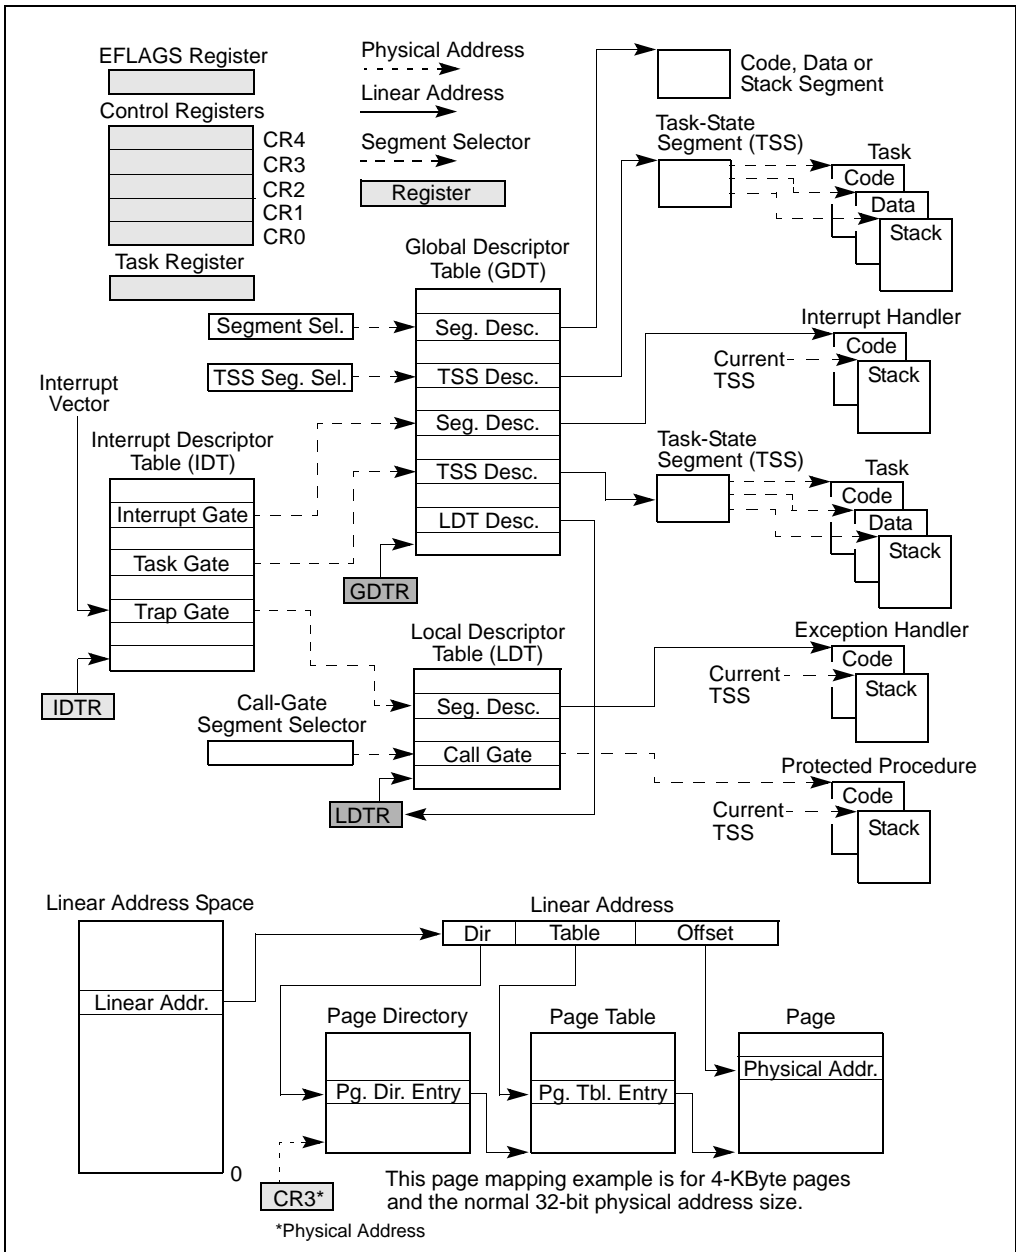 EFLAGS Register
Control Registers
CR4
CR3
CR2
CR1
CR0
Task Register
Physical Address
Linear Address
Segment Selector
Register
Code, Data or
Stack Segment
Task-State
Segment (TSS)
Task
Code
Data
Stack
Global Descriptor
Table (GDT)
Segment Sel.
Seg. Desc.
TSS Seg. Sel.
TSS Desc.
Seg. Desc.
TSS Desc.
LDT Desc.
GDTR
Interrupt Handler
Code
Current
TSS
Stack
Interrupt
Vector
Interrupt Descriptor
Table (IDT)
Interrupt Gate
Task Gate
Trap Gate
IDTR
Task-State
Segment (TSS)
Task
Code
Data
Stack
Local Descriptor
Table (LDT)
Call-Gate
Segment Selector
Seg. Desc.
Call Gate
LDTR
Exception Handler
Code
Current
TSS
Stack
Protected Procedure
Code
Current
TSS
Stack
Linear Address Space
Linear Addr.
0
Linear Address
Dir
Table
Offset
Page Directory
Pg. Dir. Entry
Page Table
Pg. Tbl. Entry
Page
Physical Addr.
CR3*
*Physical Address
This page mapping example is for 4-KByte pages
and the normal 32-bit physical address size.